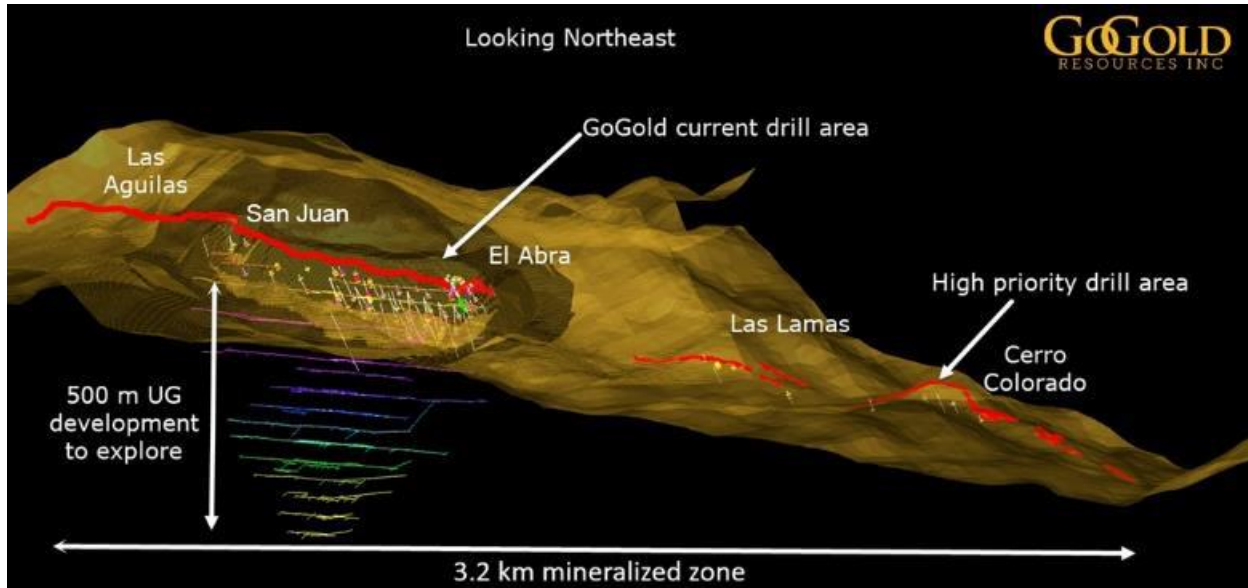 Looking Northeast
GOGOLD
RESOURCES INC
GoGold current drill area
Las
Aguilas
San Juan
El Abra
High priority drill area
Las Lamas
Cerro
Colorado
500 m UG
development
to explore
3.2 km mineralized zone